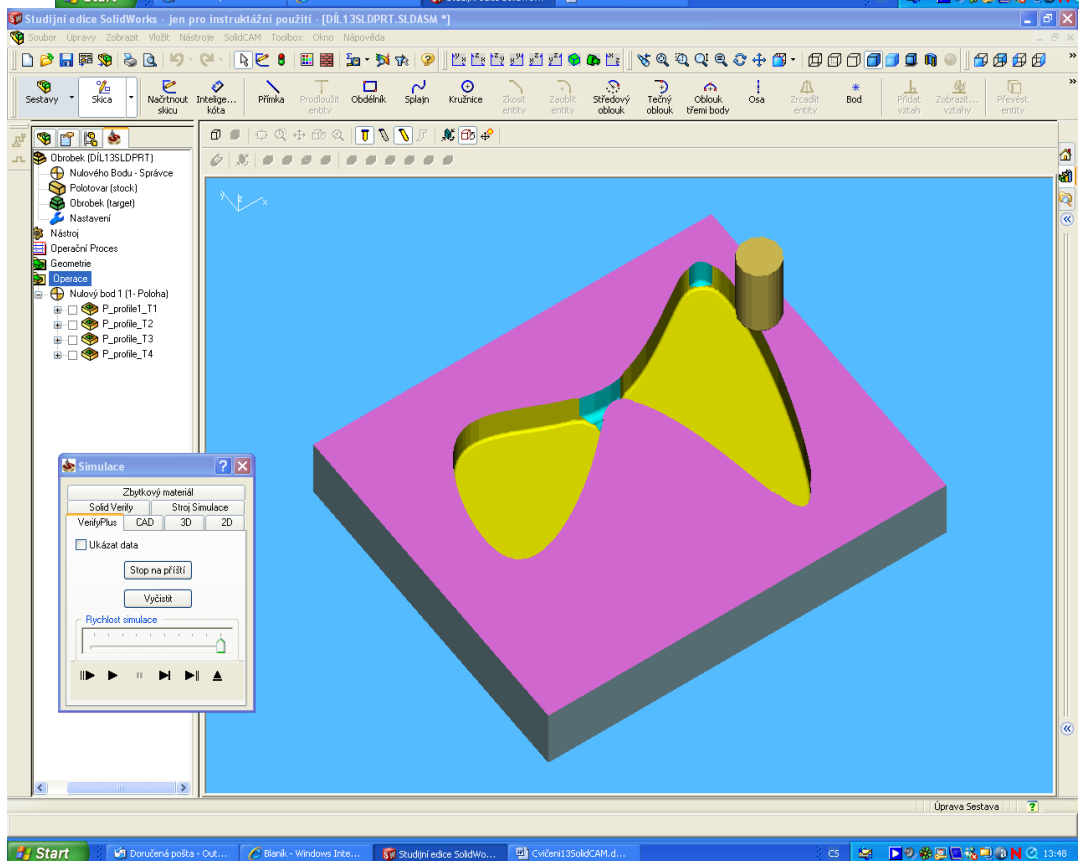 Start
Studijní edice SolidWorks - jen pro instruktážní použití - [DÍL13SLDPRT.SLDASM *]
Soubor Úpravy Zobrazit Vložit Nástroje SolidCAM Toolbox Okno Nápověda
Sestavy Skica Načrtnout skicu Intelige... kóta Přímka Prodloužit entity Obdélník Splajn Kružnice Zkosit entity Zaoblit entity Středový oblouk Tečný oblouk Oblouk třemi body Osa Zrcadlit entity Bod Přidat vztah Zobrazit... vztahy Převést entity
Obrobek (DÍL13SLDPRT)
Nulového Bodu - Správce
Polotovar (stock)
Obrobek (target)
Nastavení
Nástroj
Operační Proces
Geometrie
Operace
Nulový bod 1 (1- Poloha)
P_profile1_T1
P_profile_T2
P_profile_T3
P_profile_T4
y z x
Simulace
Zbytkový materiál
Solid Verify Stroj Simulace
VerifyPlus CAD 3D 2D
Ukázat data
Stop na příští
Vyčistit
Rychlost simulace
Úprava Sestava
Start Doručená pošta - Out... Blaník - Windows Inte... Studijní edice SolidWo... Cvičení13SolidCAM.d... CS 13:48